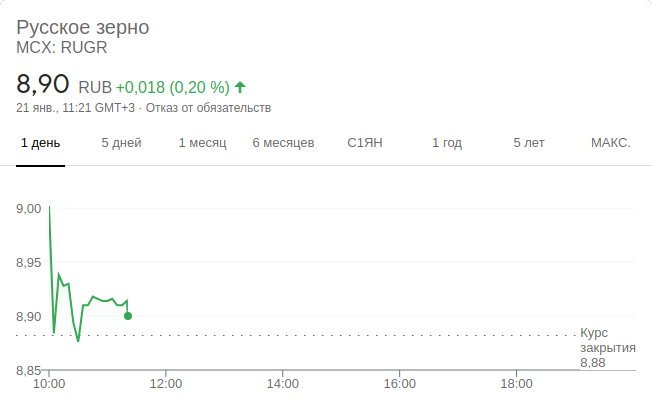 Русское зерно
MCX: RUGR
8,90 RUB +0,018 (0,20 %)
21 янв., 11:21 GMT+3 · Отказ от обязательств
1 день 5 дней 1 месяц 6 месяцев С1ЯН 1 год 5 лет МАКС.
9,00
8,95
8,90
Курс
закрытия
8,88
8,85
10:00 12:00 14:00 16:00 18:00